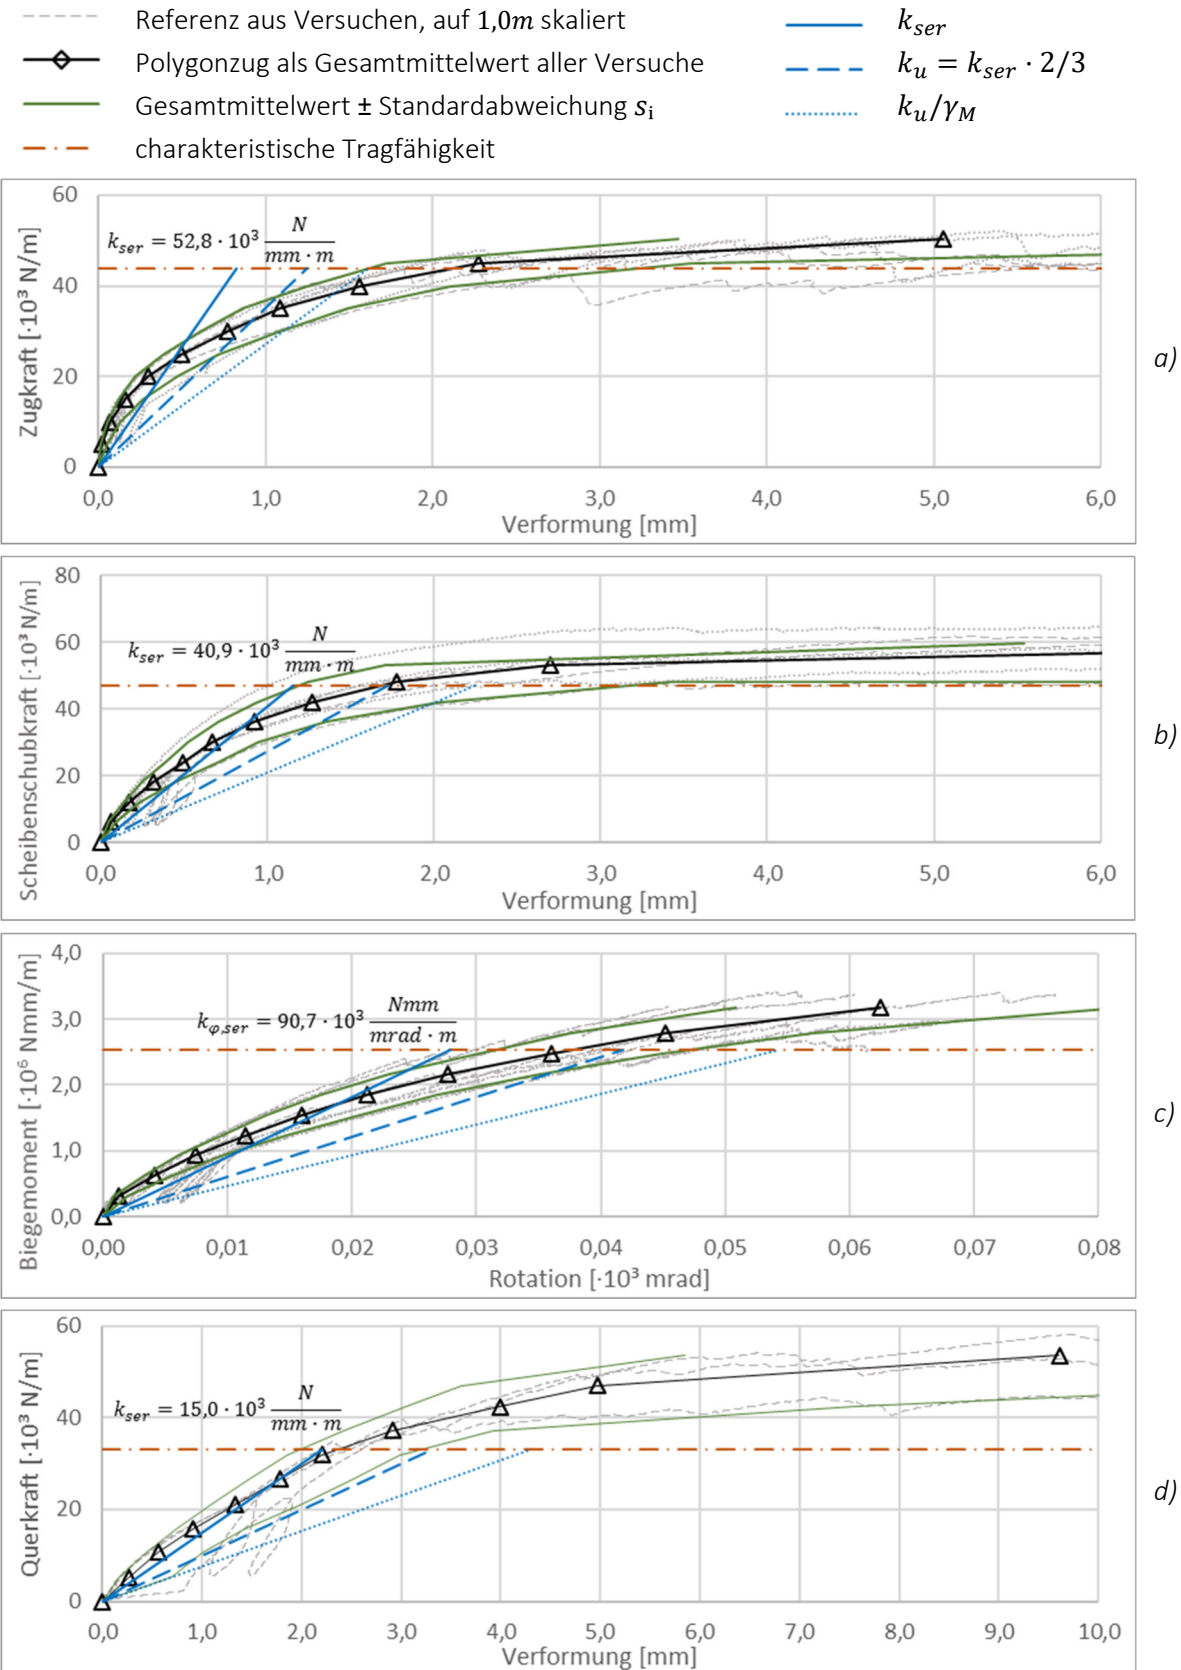 Referenz aus Versuchen, auf 1,0m skaliert
k_ser
Polygonzug als Gesamtmittelwert aller Versuche
k_u = k_ser · 2/3
Gesamtmittelwert ± Standardabweichung s_i
k_u/γ_M
charakteristische Tragfähigkeit
Zugkraft [·10³ N/m]
60
40
20
0
k_ser = 52,8 · 10³ N/(mm · m)
0,0 1,0 2,0 3,0 4,0 5,0 6,0
Verformung [mm]
a)
Scheibenschubkraft [·10³ N/m]
80
60
40
20
0
k_ser = 40,9 · 10³ N/(mm · m)
0,0 1,0 2,0 3,0 4,0 5,0 6,0
Verformung [mm]
b)
Biegemoment [·10⁶ Nmm/m]
4,0
3,0
2,0
1,0
0,0
k_φ,ser = 90,7 · 10³ Nmm/(mrad · m)
0,00 0,01 0,02 0,03 0,04 0,05 0,06 0,07 0,08
Rotation [·10³ mrad]
c)
Querkraft [·10³ N/m]
60
40
20
0
k_ser = 15,0 · 10³ N/(mm · m)
0,0 1,0 2,0 3,0 4,0 5,0 6,0 7,0 8,0 9,0 10,0
Verformung [mm]
d)